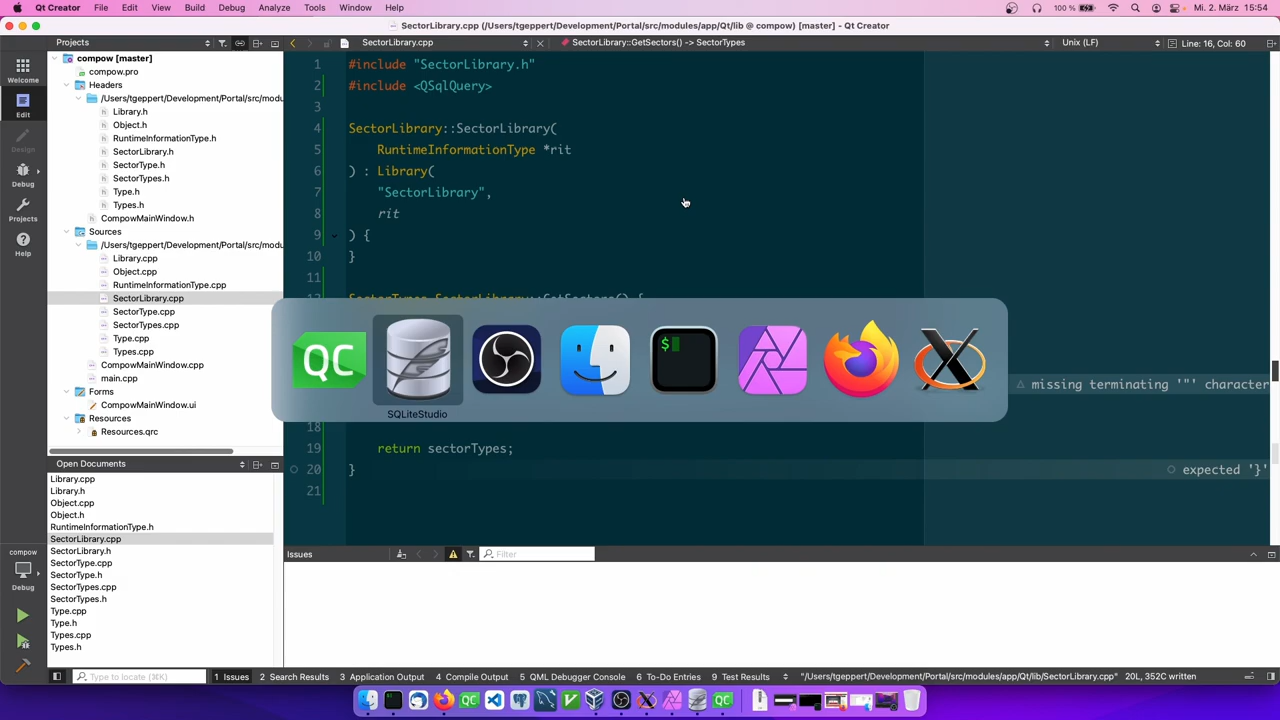 Qt Creator File Edit View Build Debug Analyze Tools Window Help 100 % Mi. 2. März 15:54
SectorLibrary.cpp (/Users/tgeppert/Development/Portal/src/modules/app/Qt/lib @ compow) [master] - Qt Creator
Projects
SectorLibrary.cpp
SectorLibrary::GetSectors() -> SectorTypes
Unix (LF)
Line: 16, Col: 60
Welcome
Edit
Design
Debug
Projects
Help
compow
Debug
compow [master]
compow.pro
Headers
/Users/tgeppert/Development/Portal/src/modu
Library.h
Object.h
RuntimeInformationType.h
SectorLibrary.h
SectorType.h
SectorTypes.h
Type.h
Types.h
CompowMainWindow.h
Sources
/Users/tgeppert/Development/Portal/src/modu
Library.cpp
Object.cpp
RuntimeInformationType.cpp
SectorLibrary.cpp
SectorType.cpp
SectorTypes.cpp
Type.cpp
Types.cpp
CompowMainWindow.cpp
main.cpp
Forms
CompowMainWindow.ui
Resources
Resources.qrc
Open Documents
Library.cpp
Library.h
Object.cpp
Object.h
RuntimeInformationType.h
SectorLibrary.cpp
SectorLibrary.h
SectorType.cpp
SectorType.h
SectorTypes.cpp
SectorTypes.h
Type.cpp
Type.h
Types.cpp
Types.h
1 #include "SectorLibrary.h"
2 #include <QSqlQuery>
3
4 SectorLibrary::SectorLibrary(
5 RuntimeInformationType *rit
6 ) : Library(
7 "SectorLibrary",
8 rit
9 ) {
10 }
11
QC
$
SQLiteStudio
missing terminating '"' character
18
19 return sectorTypes;
20 }
expected '}'
21
Issues
Filter
Type to locate (⌘K)
1 Issues 2 Search Results 3 Application Output 4 Compile Output 5 QML Debugger Console 6 To-Do Entries 9 Test Results
"/Users/tgeppert/Development/Portal/src/modules/app/Qt/lib/SectorLibrary.cpp" 20L, 352C written